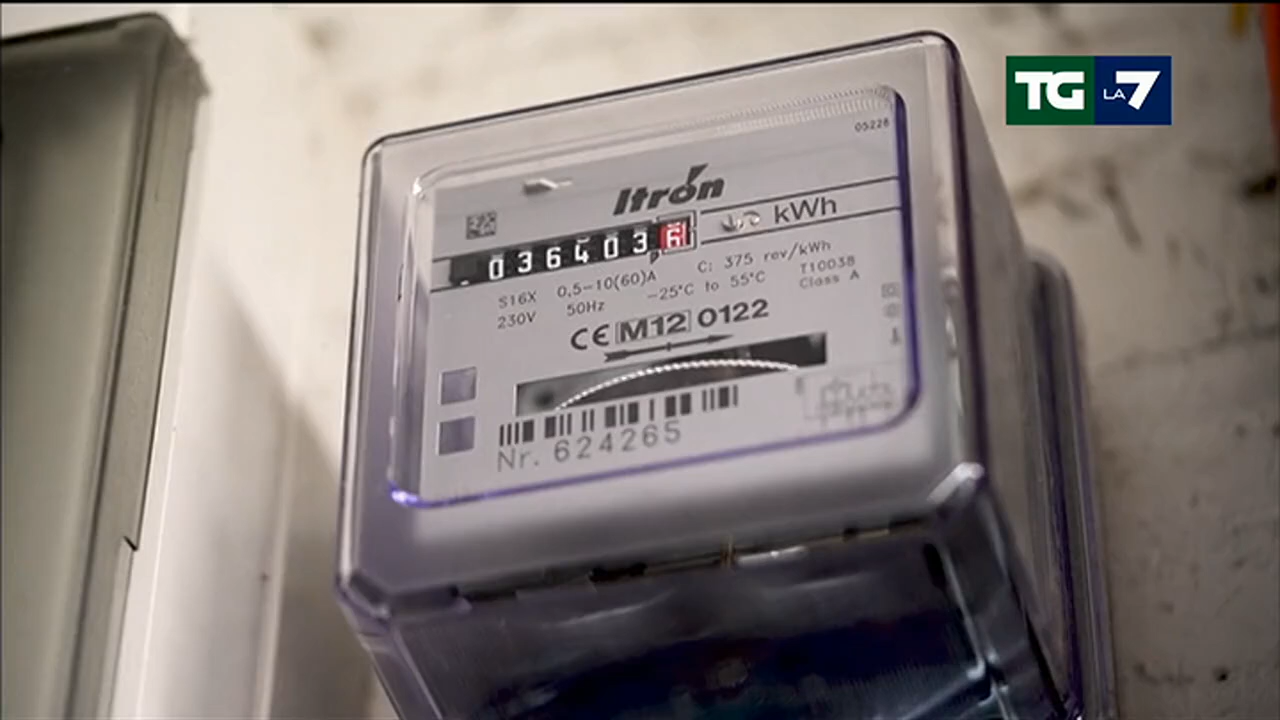 TG LA7
05228
Itrón
0364036 kWh
S16X 0,5-10(60)A C: 375 rev/kWh T10038
230V 50Hz -25°C to 55°C Class A
CE M12 0122
Nr. 624265